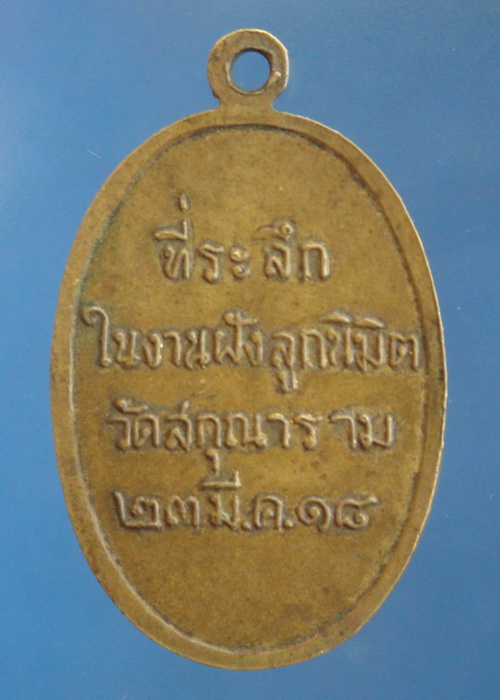 ที่ระลึก
ในงานฝังลูกนิมิต
วัดสกุณาราม
๒๓ มี.ค.๑๘